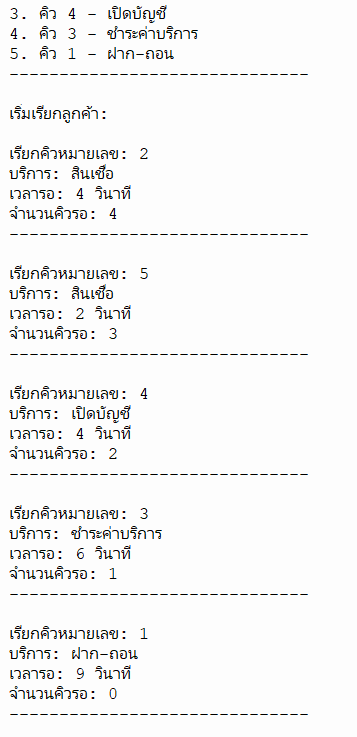 3. คิว 4 - เปิดบัญชี
4. คิว 3 - ชำระค่าบริการ
5. คิว 1 - ฝาก-ถอน
------------------------------
เริ่มเรียกลูกค้า:
เรียกคิวหมายเลข: 2
บริการ: สินเชื่อ
เวลารอ: 4 วินาที
จำนวนคิวรอ: 4
------------------------------
เรียกคิวหมายเลข: 5
บริการ: สินเชื่อ
เวลารอ: 2 วินาที
จำนวนคิวรอ: 3
------------------------------
เรียกคิวหมายเลข: 4
บริการ: เปิดบัญชี
เวลารอ: 4 วินาที
จำนวนคิวรอ: 2
------------------------------
เรียกคิวหมายเลข: 3
บริการ: ชำระค่าบริการ
เวลารอ: 6 วินาที
จำนวนคิวรอ: 1
------------------------------
เรียกคิวหมายเลข: 1
บริการ: ฝาก-ถอน
เวลารอ: 9 วินาที
จำนวนคิวรอ: 0
------------------------------